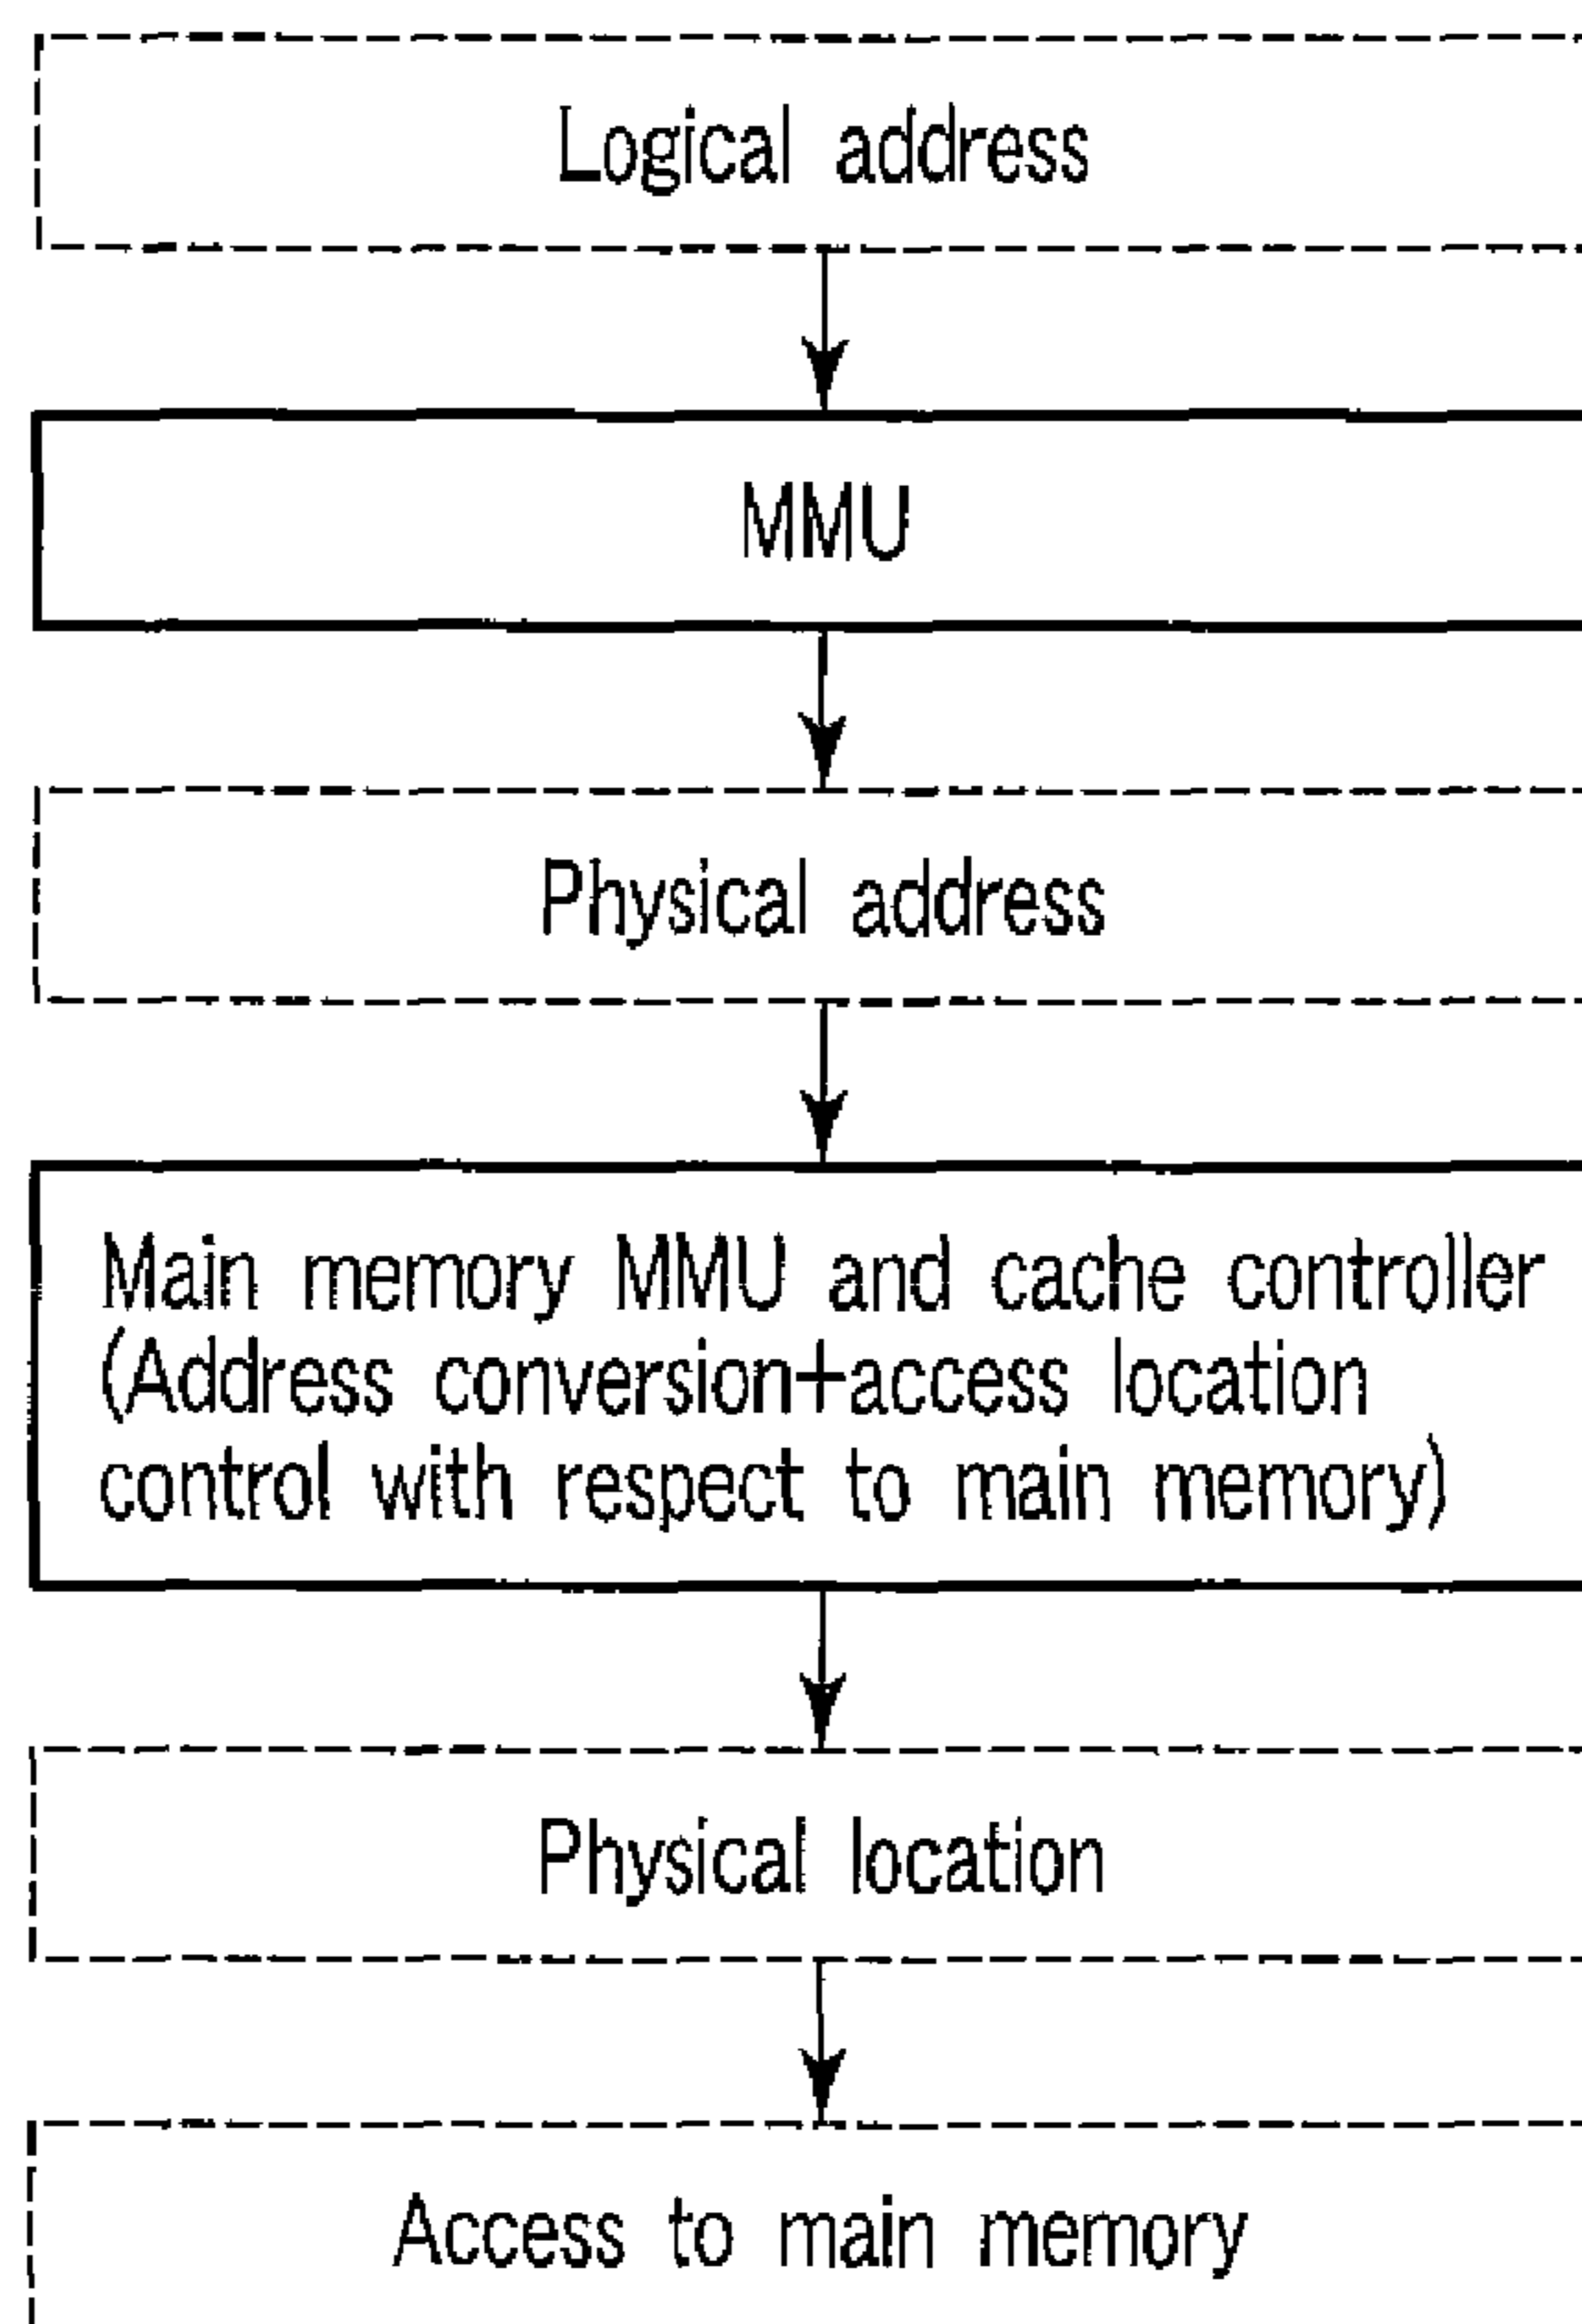 Logical address
MMU
Physical address
Main memory MMU and cache controller
(Address conversion+access location
control with respect to main memory)
Physical location
Access to main memory